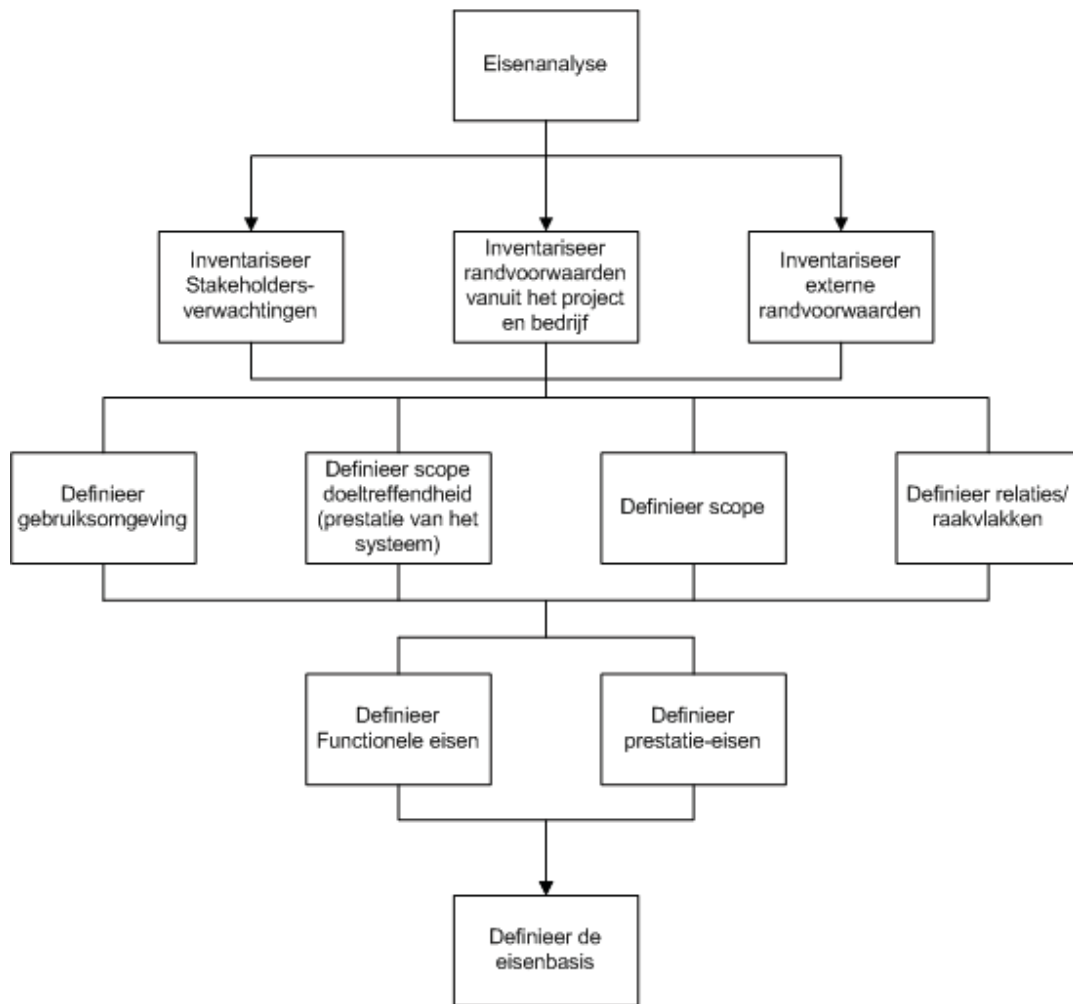 Eisenanalyse
Inventariseer
Stakeholders-
verwachtingen
Inventariseer
randvoorwaarden
vanuit het project
en bedrijf
Inventariseer
externe
randvoorwaarden
Definieer
gebruiksomgeving
Definieer scope
doeltreffendheid
(prestatie van het
systeem)
Definieer scope
Definieer relaties/
raakvlakken
Definieer
Functionele eisen
Definieer
prestatie-eisen
Definieer de
eisenbasis